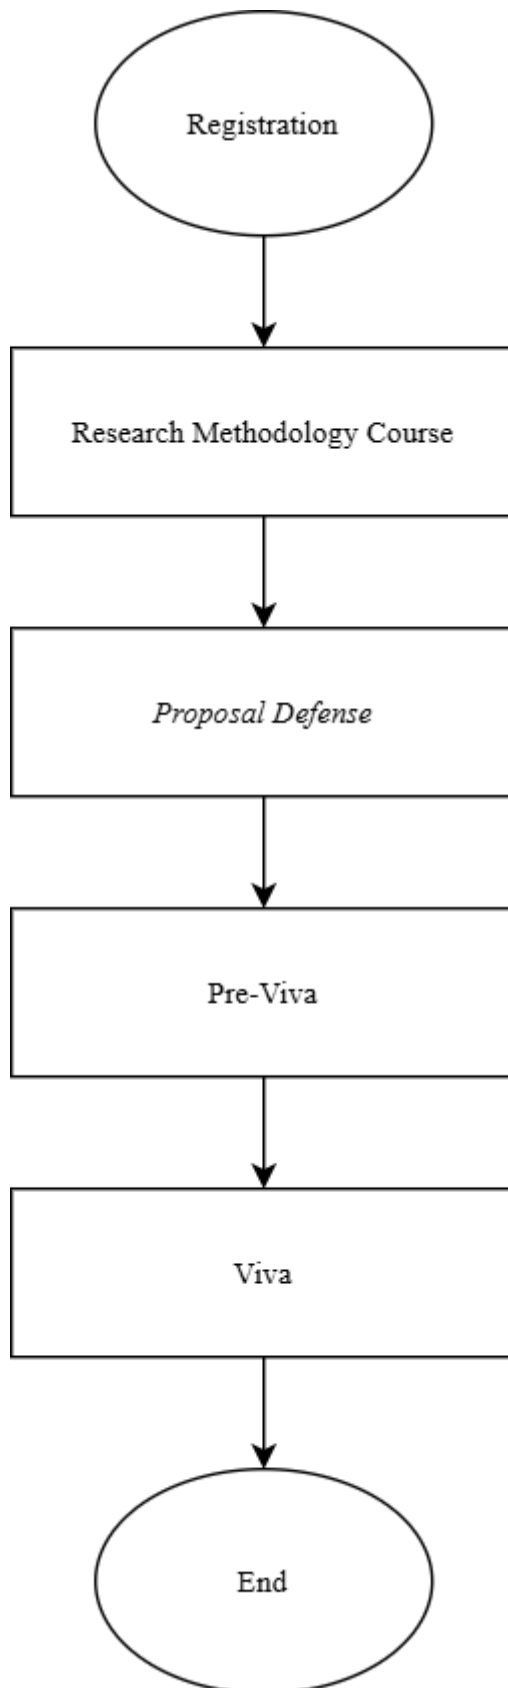 Registration
Research Methodology Course
Proposal Defense
Pre-Viva
Viva
End